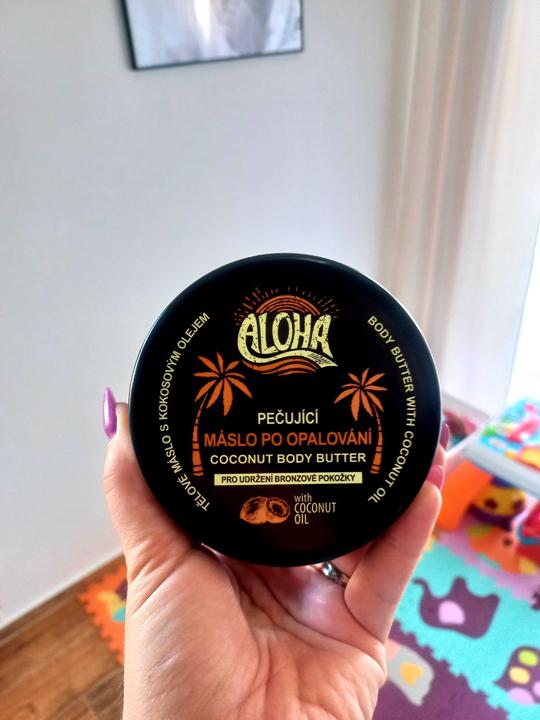 ALOHA
TĚLOVÉ MÁSLO S KOKOSOVÝM OLEJEM
BODY BUTTER WITH COCONUT OIL
PEČUJÍCÍ
MÁSLO PO OPALOVÁNÍ
COCONUT BODY BUTTER
PRO UDRŽENÍ BRONZOVÉ POKOŽKY
with
COCONUT
OIL